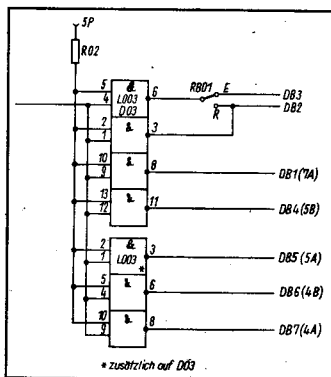 5P
R02
5 & 6 RB01 E DB3
4 L003 R DB2
D03
2 & 3
1
10 & 8 DB1(7A)
9
13 & 11 DB4(5B)
12
2 & 3 DB5(5A)
1 L003
*
5 & 6 DB6(4B)
4
10 & 8 DB7(4A)
9
* zusätzlich auf D03